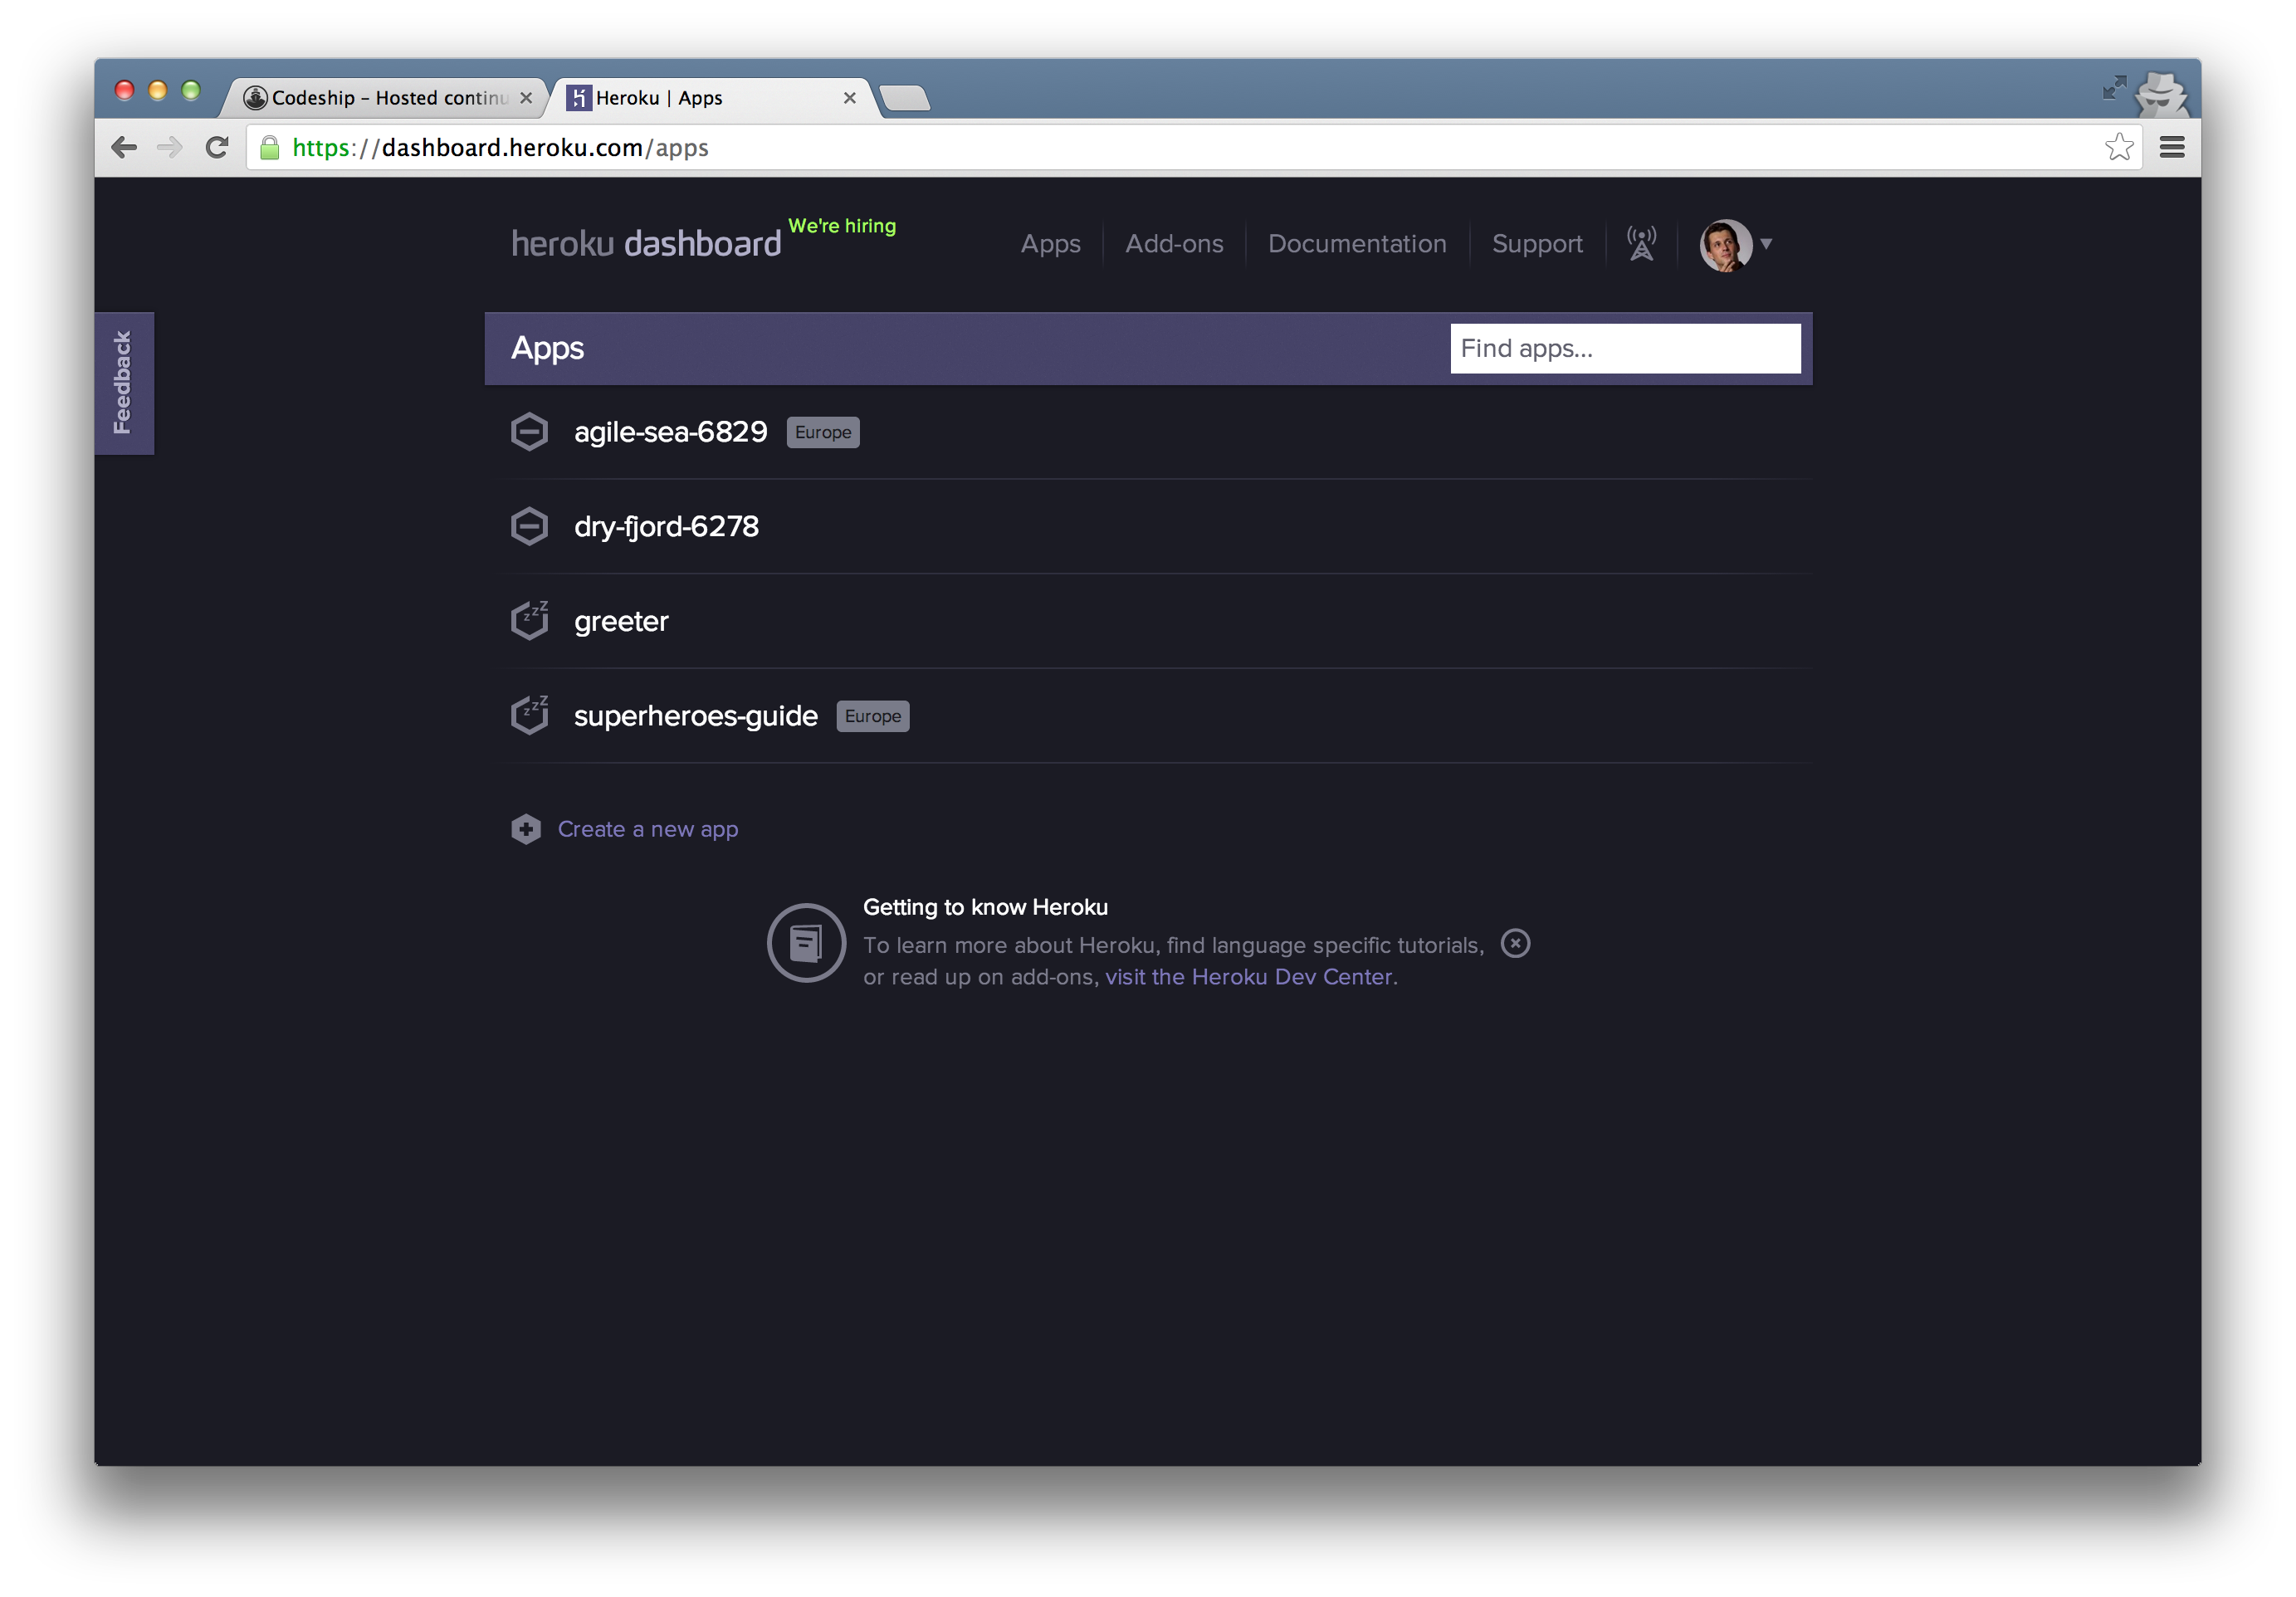 Codeship – Hosted continu
Heroku | Apps
https://dashboard.heroku.com/apps
heroku dashboard We're hiring
Apps Add-ons Documentation Support
Feedback
Apps Find apps...
agile-sea-6829 Europe
dry-fjord-6278
zzZ greeter
zzZ superheroes-guide Europe
Create a new app
Getting to know Heroku
To learn more about Heroku, find language specific tutorials,
or read up on add-ons, visit the Heroku Dev Center.